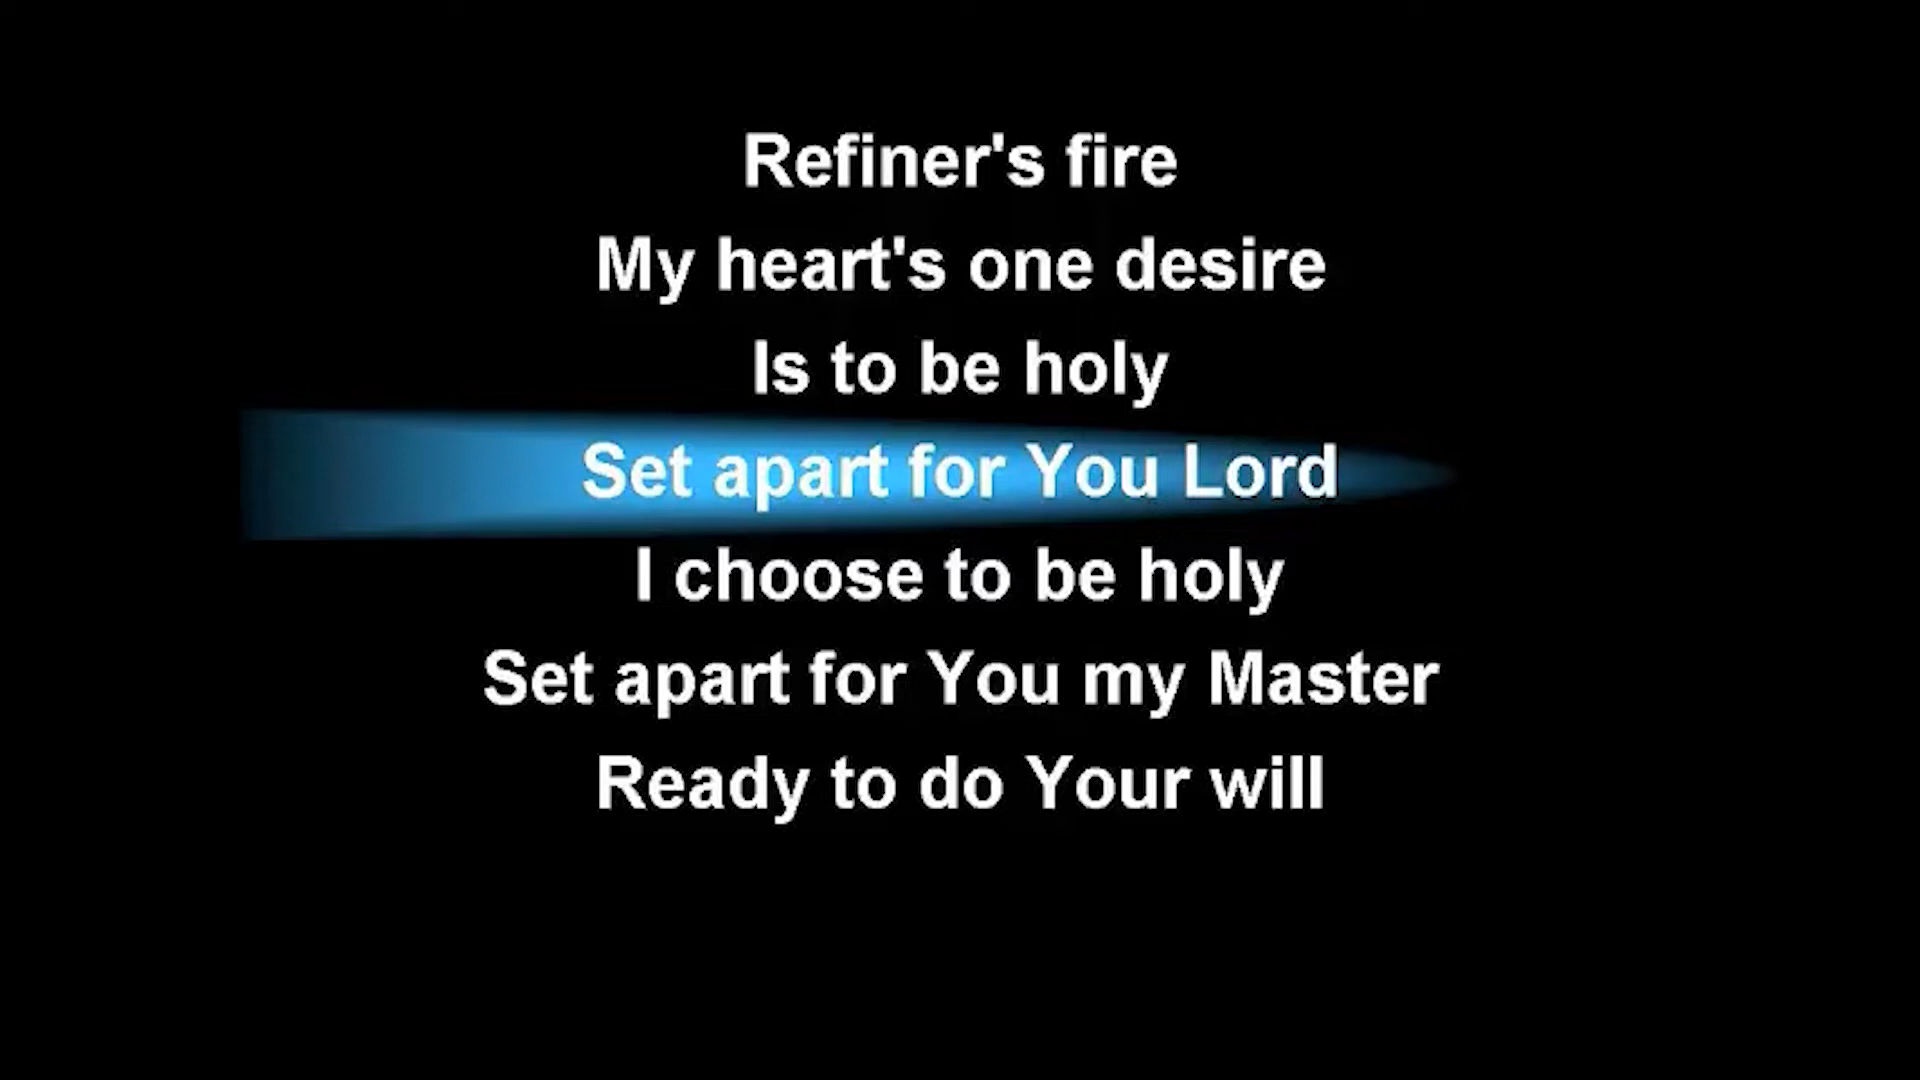 Refiner's fire
My heart's one desire
Is to be holy
Set apart for You Lord
I choose to be holy
Set apart for You my Master
Ready to do Your will